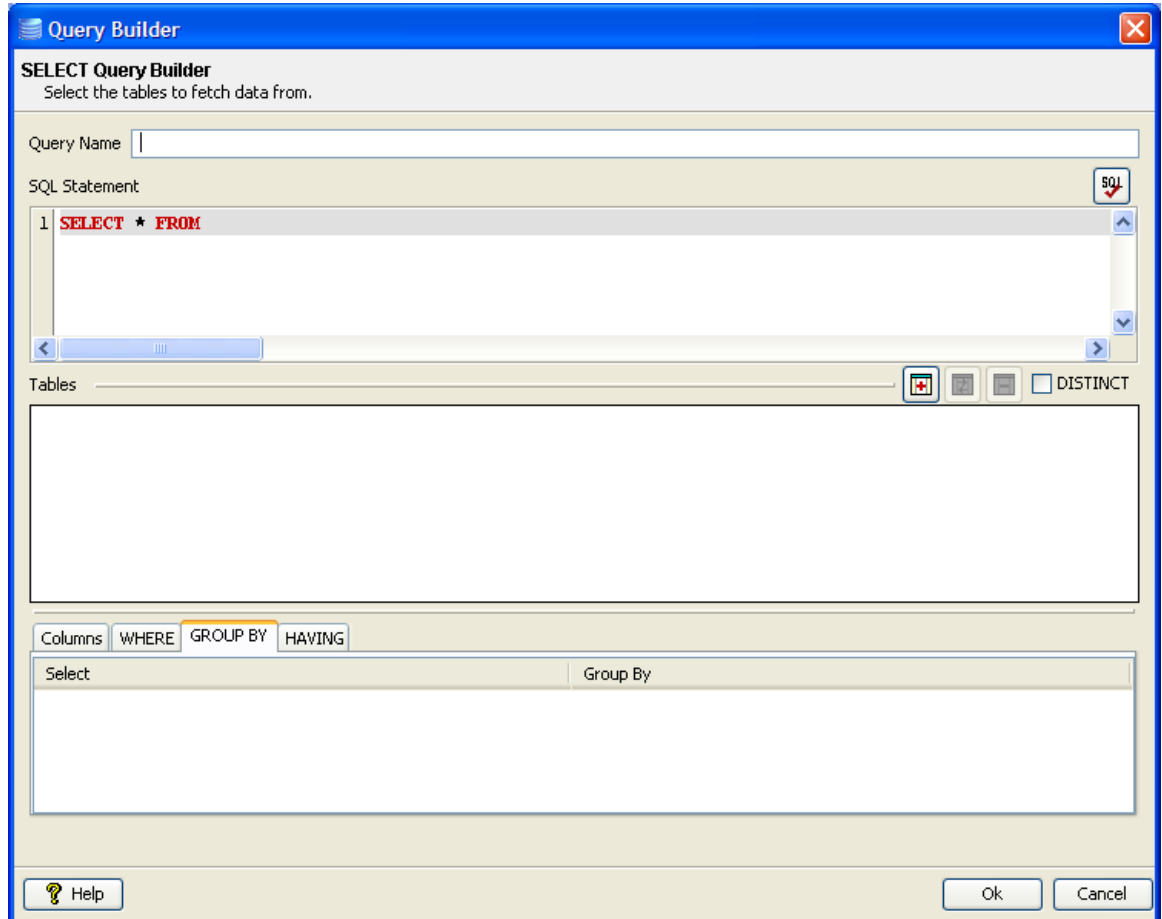 Query Builder
SELECT Query Builder
Select the tables to fetch data from.
Query Name
SQL Statement
SQL
1 SELECT * FROM
Tables
DISTINCT
Columns WHERE GROUP BY HAVING
Select Group By
Help Ok Cancel